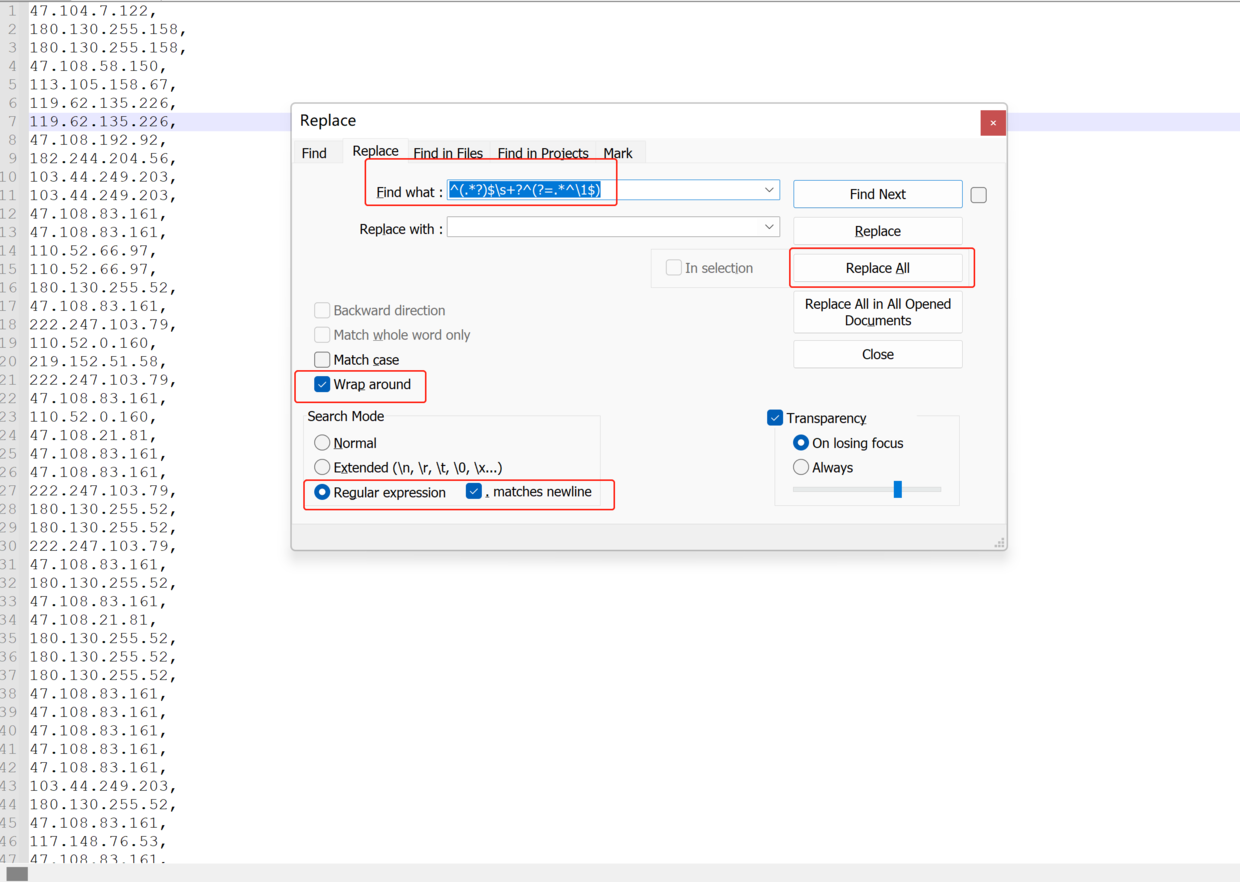 1 47.104.7.122,
2 180.130.255.158,
3 180.130.255.158,
4 47.108.58.150,
5 113.105.158.67,
6 119.62.135.226,
7 119.62.135.226,
8 47.108.192.92,
9 182.244.204.56,
10 103.44.249.203,
11 103.44.249.203,
12 47.108.83.161,
13 47.108.83.161,
14 110.52.66.97,
15 110.52.66.97,
16 180.130.255.52,
17 47.108.83.161,
18 222.247.103.79,
19 110.52.0.160,
20 219.152.51.58,
21 222.247.103.79,
22 47.108.83.161,
23 110.52.0.160,
24 47.108.21.81,
25 47.108.83.161,
26 47.108.83.161,
27 222.247.103.79,
28 180.130.255.52,
29 180.130.255.52,
30 222.247.103.79,
31 47.108.83.161,
32 180.130.255.52,
33 47.108.83.161,
34 47.108.21.81,
35 180.130.255.52,
36 180.130.255.52,
37 180.130.255.52,
38 47.108.83.161,
39 47.108.83.161,
40 47.108.83.161,
41 47.108.83.161,
42 47.108.83.161,
43 103.44.249.203,
44 180.130.255.52,
45 47.108.83.161,
46 117.148.76.53,
47 47.108.83.161,
Replace
Find Replace Find in Files Find in Projects Mark
Find what : ^(.*?)$\s+?^(?=.*^\1$)
Find Next
Replace with :
Replace
In selection
Replace All
Replace All in All Opened
Documents
Close
Backward direction
Match whole word only
Match case
Wrap around
Search Mode
Normal
Extended (\n, \r, \t, \0, \x...)
Regular expression . matches newline
Transparency
On losing focus
Always